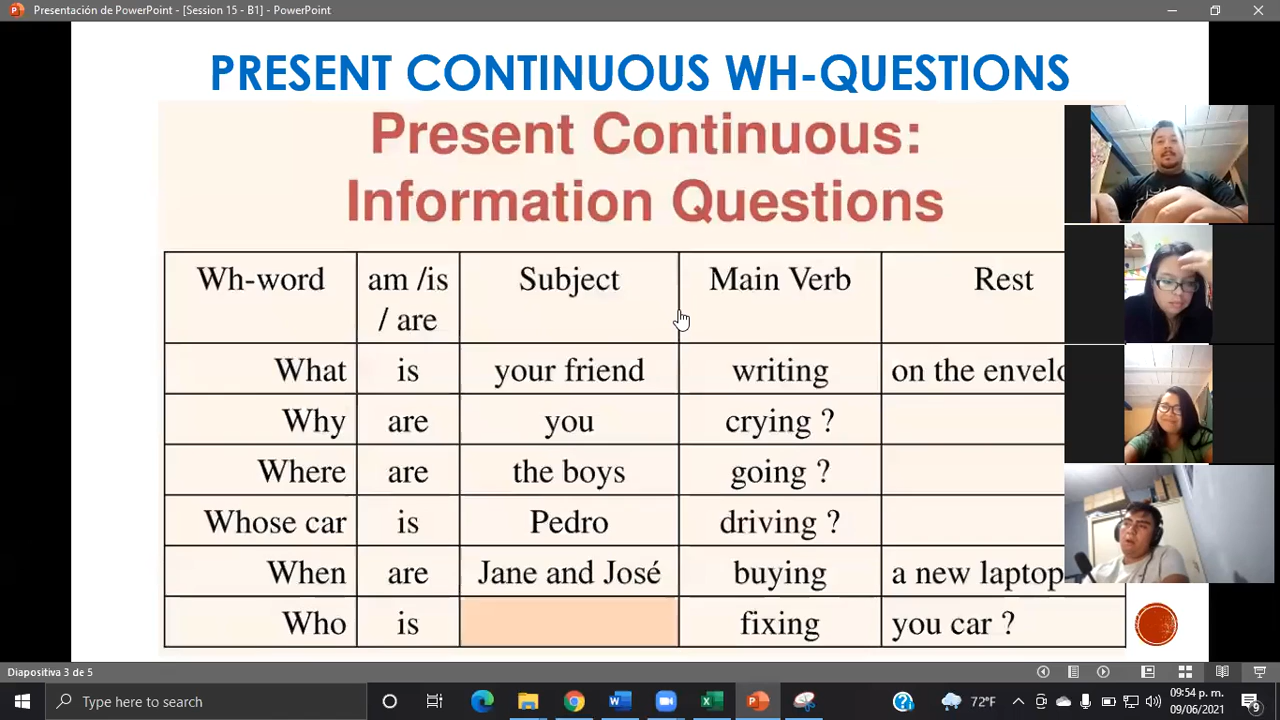 Presentación de PowerPoint - [Session 15 - B1] - PowerPoint
PRESENT CONTINUOUS WH-QUESTIONS
Present Continuous:
Information Questions
Wh-word am /is / are Subject Main Verb Rest
What is your friend writing on the envelo
Why are you crying ?
Where are the boys going ?
Whose car is Pedro driving ?
When are Jane and José buying a new laptop
Who is fixing you car ?
Diapositiva 3 de 5
Type here to search
72°F
09:54 p. m.
09/06/2021
9